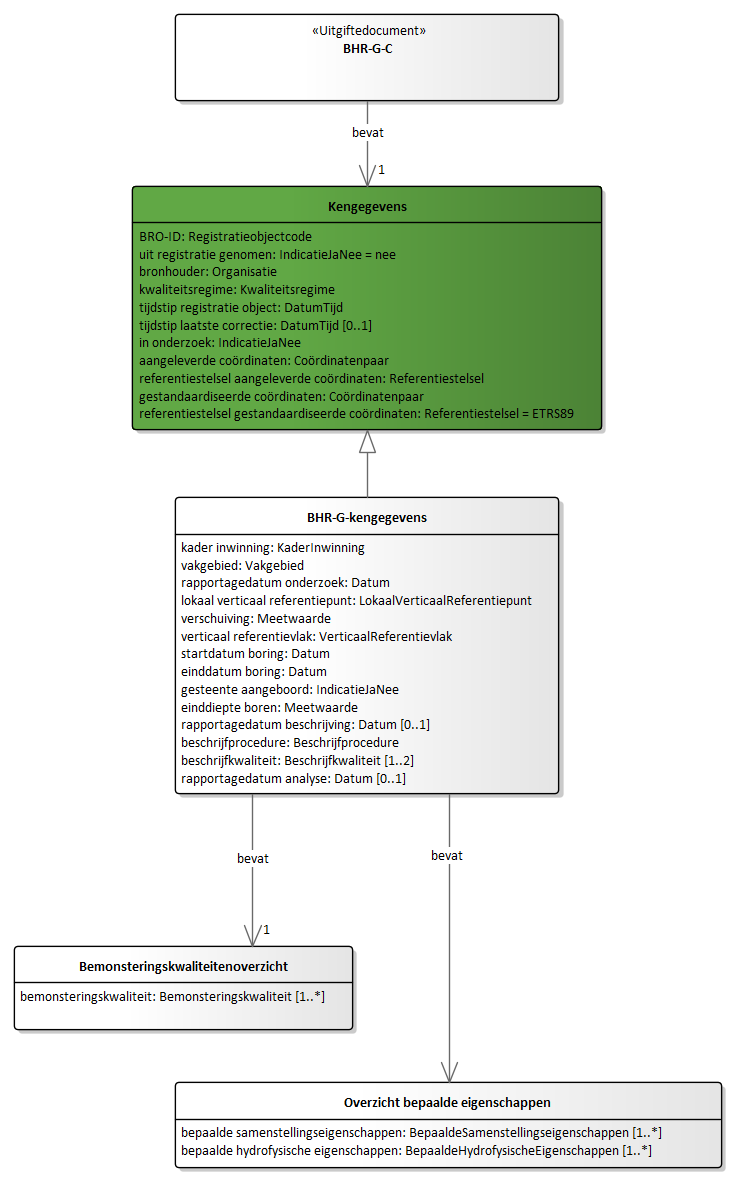 «Uitgiftedocument»
BHR-G-C
bevat
1
Kengegevens
BRO-ID: Registratieobjectcode
uit registratie genomen: IndicatieJaNee = nee
bronhouder: Organisatie
kwaliteitsregime: Kwaliteitsregime
tijdstip registratie object: DatumTijd
tijdstip laatste correctie: DatumTijd [0..1]
in onderzoek: IndicatieJaNee
aangeleverde coördinaten: Coördinatenpaar
referentiestelsel aangeleverde coördinaten: Referentiestelsel
gestandaardiseerde coördinaten: Coördinatenpaar
referentiestelsel gestandaardiseerde coördinaten: Referentiestelsel = ETRS89
BHR-G-kengegevens
kader inwinning: KaderInwinning
vakgebied: Vakgebied
rapportagedatum onderzoek: Datum
lokaal verticaal referentiepunt: LokaalVerticaalReferentiepunt
verschuiving: Meetwaarde
verticaal referentievlak: VerticaalReferentievlak
startdatum boring: Datum
einddatum boring: Datum
gesteente aangeboord: IndicatieJaNee
einddiepte boren: Meetwaarde
rapportagedatum beschrijving: Datum [0..1]
beschrijfprocedure: Beschrijfprocedure
beschrijfkwaliteit: Beschrijfkwaliteit [1..2]
rapportagedatum analyse: Datum [0..1]
bevat
bevat
1
Bemonsteringskwaliteitenoverzicht
bemonsteringskwaliteit: Bemonsteringskwaliteit [1..*]
Overzicht bepaalde eigenschappen
bepaalde samenstellingseigenschappen: BepaaldeSamenstellingseigenschappen [1..*]
bepaalde hydrofysische eigenschappen: BepaaldeHydrofysischeEigenschappen [1..*]